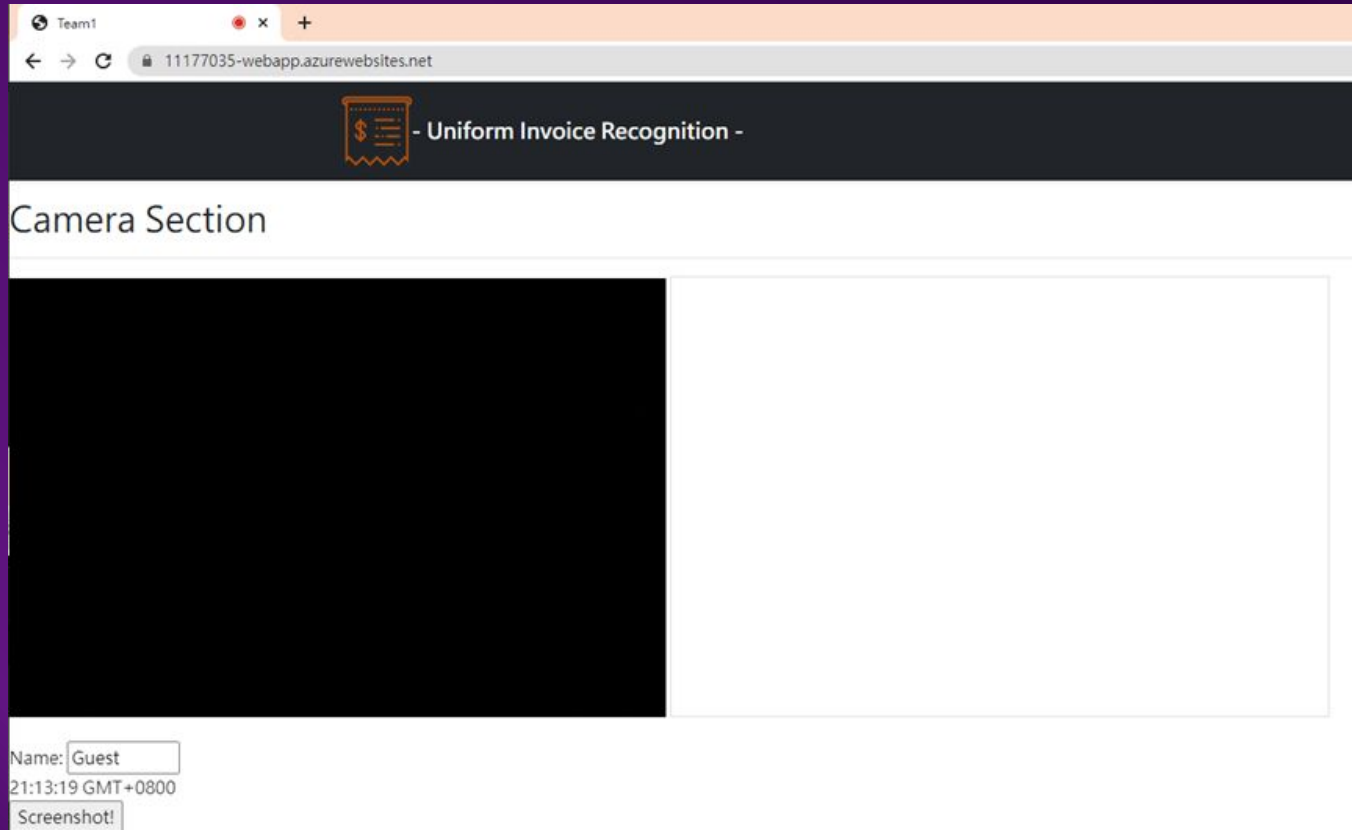 Team1
11177035-webapp.azurewebsites.net
$
- Uniform Invoice Recognition -
Camera Section
Name: Guest
21:13:19 GMT+0800
Screenshot!